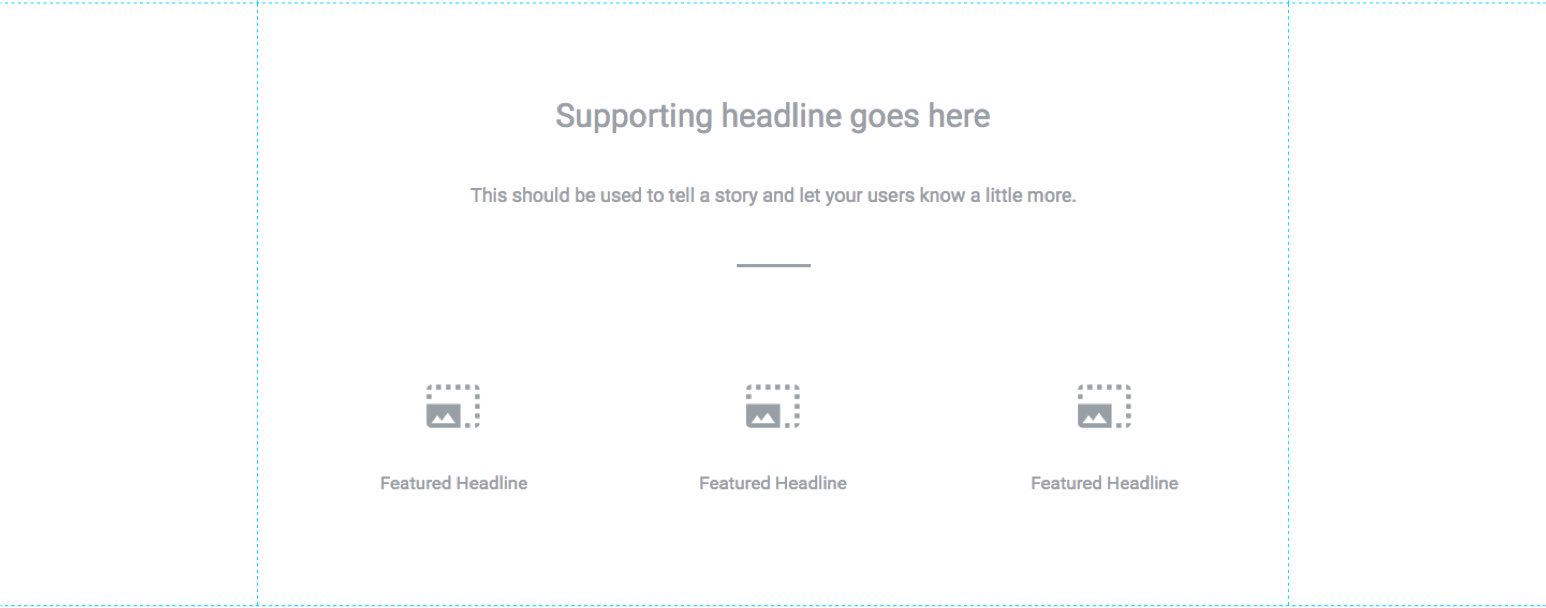 Supporting headline goes here
This should be used to tell a story and let your users know a little more.
Featured Headline
Featured Headline
Featured Headline